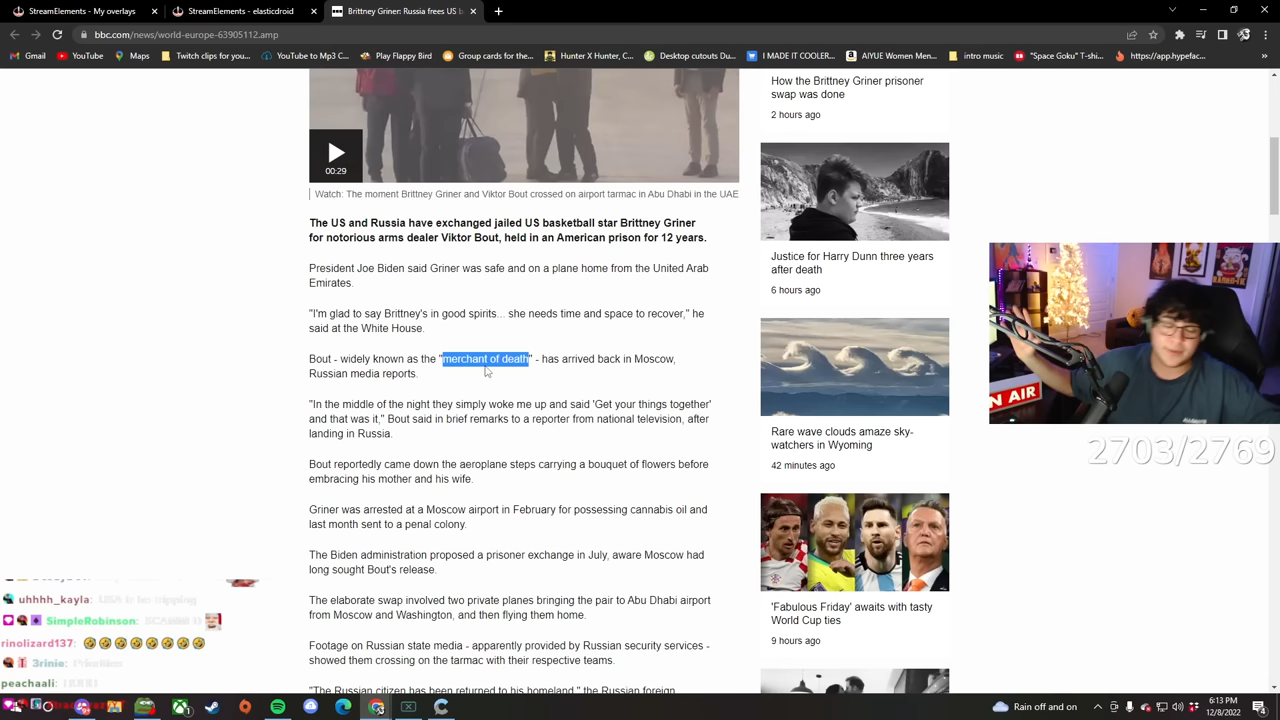 StreamElements - My overlays
StreamElements - elasticdroid
Brittney Griner: Russia frees US b
bbc.com/news/world-europe-63905112.amp
Gmail
YouTube
Maps
Twitch clips for you...
YouTube to Mp3 C...
Play Girl: Flappy Bird
Group cards for the...
Hunter X Hunter, C...
Desktop cutouts Du...
I MADE IT COOLER...
AIYUE Women Men...
intro music
"Space Goku" T-shi...
https://app.hypefac...
»
00:29
Watch: The moment Brittney Griner and Viktor Bout crossed on airport tarmac in Abu Dhabi in the UAE
The US and Russia have exchanged jailed US basketball star Brittney Griner
for notorious arms dealer Viktor Bout, held in an American prison for 12 years.
President Joe Biden said Griner was safe and on a plane home from the United Arab
Emirates.
"I'm glad to say Brittney's in good spirits... she needs time and space to recover," he
said at the White House.
Bout - widely known as the "merchant of death" - has arrived back in Moscow,
Russian media reports.
"In the middle of the night they simply woke me up and said 'Get your things together'
and that was it," Bout said in brief remarks to a reporter from national television, after
landing in Russia.
Bout reportedly came down the aeroplane steps carrying a bouquet of flowers before
embracing his mother and his wife.
Griner was arrested at a Moscow airport in February for possessing cannabis oil and
last month sent to a penal colony.
The Biden administration proposed a prisoner exchange in July, aware Moscow had
long sought Bout's release.
The elaborate swap involved two private planes bringing the pair to Abu Dhabi airport
from Moscow and Washington, and then flying them home.
Footage on Russian state media - apparently provided by Russian security services -
showed them crossing on the tarmac with their respective teams.
"The Russian citizen has been returned to his homeland," the Russian foreign
How the Brittney Griner prisoner
swap was done
2 hours ago
Justice for Harry Dunn three years
after death
6 hours ago
Rare wave clouds amaze sky-
watchers in Wyoming
42 minutes ago
'Fabulous Friday' awaits with tasty
World Cup ties
9 hours ago
ON AIR
2703/2769
uhhhh_kayla:
SimpleRobinson:
rinolizard137:
3rinie: Priorities
peachaali:
Rain off and on
6:13 PM
12/8/2022